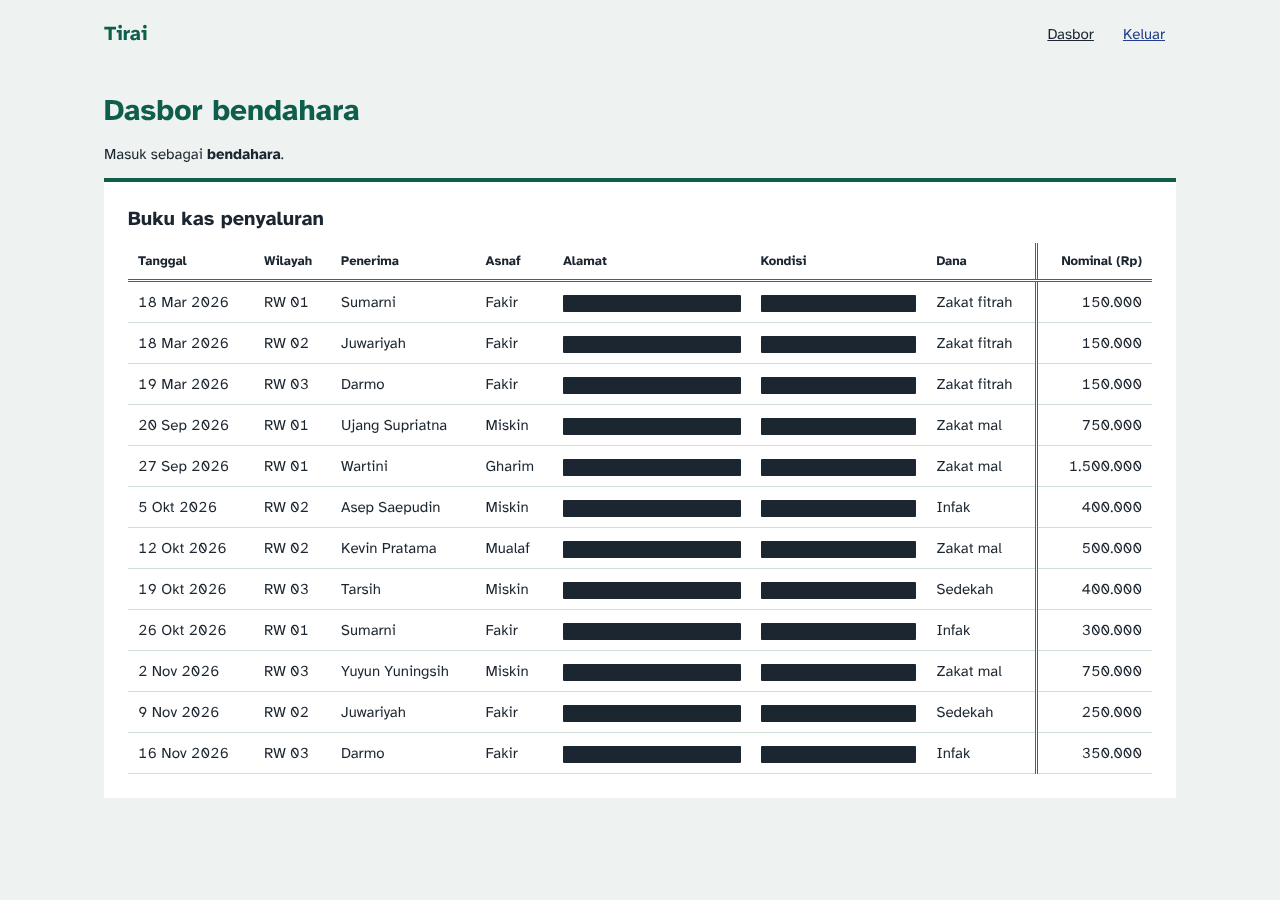 Tirai
Dasbor Keluar
Dasbor bendahara
Masuk sebagai bendahara.
Buku kas penyaluran
Tanggal Wilayah Penerima Asnaf Alamat Kondisi Dana Nominal (Rp)
18 Mar 2026 RW 01 Sumarni Fakir Zakat fitrah 150.000
18 Mar 2026 RW 02 Juwariyah Fakir Zakat fitrah 150.000
19 Mar 2026 RW 03 Darmo Fakir Zakat fitrah 150.000
20 Sep 2026 RW 01 Ujang Supriatna Miskin Zakat mal 750.000
27 Sep 2026 RW 01 Wartini Gharim Zakat mal 1.500.000
5 Okt 2026 RW 02 Asep Saepudin Miskin Infak 400.000
12 Okt 2026 RW 02 Kevin Pratama Mualaf Zakat mal 500.000
19 Okt 2026 RW 03 Tarsih Miskin Sedekah 400.000
26 Okt 2026 RW 01 Sumarni Fakir Infak 300.000
2 Nov 2026 RW 03 Yuyun Yuningsih Miskin Zakat mal 750.000
9 Nov 2026 RW 02 Juwariyah Fakir Sedekah 250.000
16 Nov 2026 RW 03 Darmo Fakir Infak 350.000